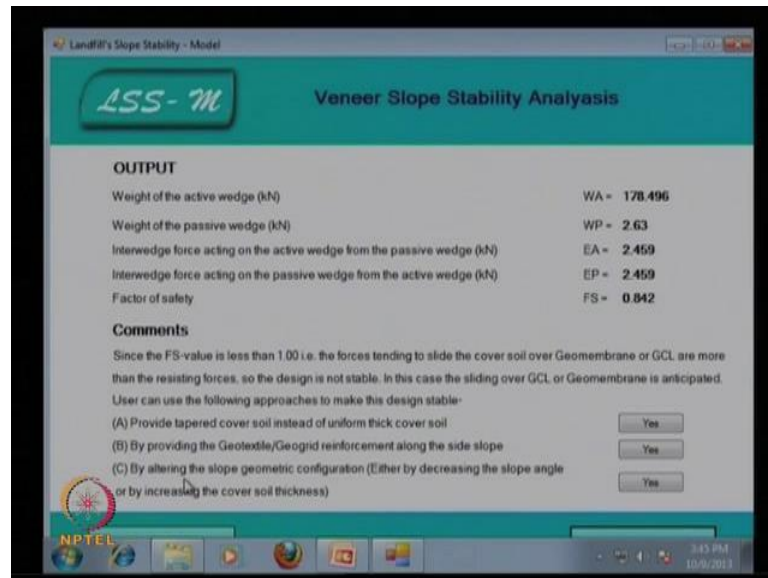 Landfill's Slope Stability - Model
LSS-M
Veneer Slope Stability Analyasis
OUTPUT
Weight of the active wedge (kN) WA = 178.496
Weight of the passive wedge (kN) WP = 2.63
Interwedge force acting on the active wedge from the passive wedge (kN) EA = 2.459
Interwedge force acting on the passive wedge from the active wedge (kN) EP = 2.459
Factor of safety FS = 0.842
Comments
Since the FS-value is less than 1.00 i.e. the forces tending to slide the cover soil over Geomembrane or GCL are more
than the resisting forces, so the design is not stable. In this case the sliding over GCL or Geomembrane is anticipated.
User can use the following approaches to make this design stable-
(A) Provide tapered cover soil instead of uniform thick cover soil Yes
(B) By providing the Geotextile/Geogrid reinforcement along the side slope Yes
(C) By altering the slope geometric configuration (Either by decreasing the slope angle Yes
or by increasing the cover soil thickness)
NPTEL
3:45 PM
10/9/2013